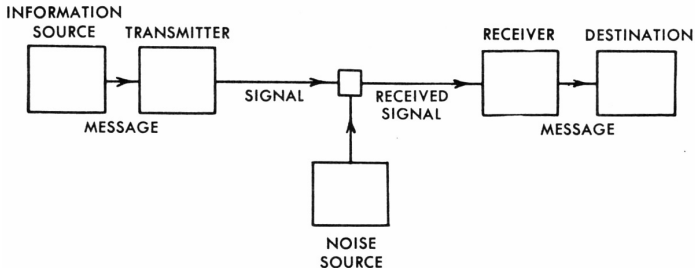 INFORMATION
SOURCE
TRANSMITTER
RECEIVER
DESTINATION
SIGNAL
RECEIVED
SIGNAL
MESSAGE
MESSAGE
NOISE
SOURCE